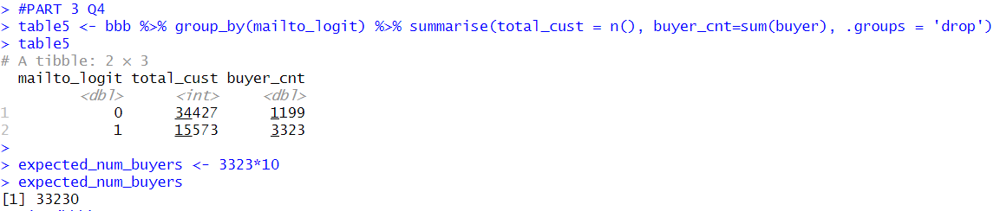 > #PART 3 Q4
> table5 <- bbb %>% group_by(mailto_logit) %>% summarise(total_cust = n(), buyer_cnt=sum(buyer), .groups = 'drop')
> table5
# A tibble: 2 × 3
  mailto_logit total_cust buyer_cnt
         <dbl>      <int>     <dbl>
1            0      34427      1199
2            1      15573      3323
>
> expected_num_buyers <- 3323*10
> expected_num_buyers
[1] 33230